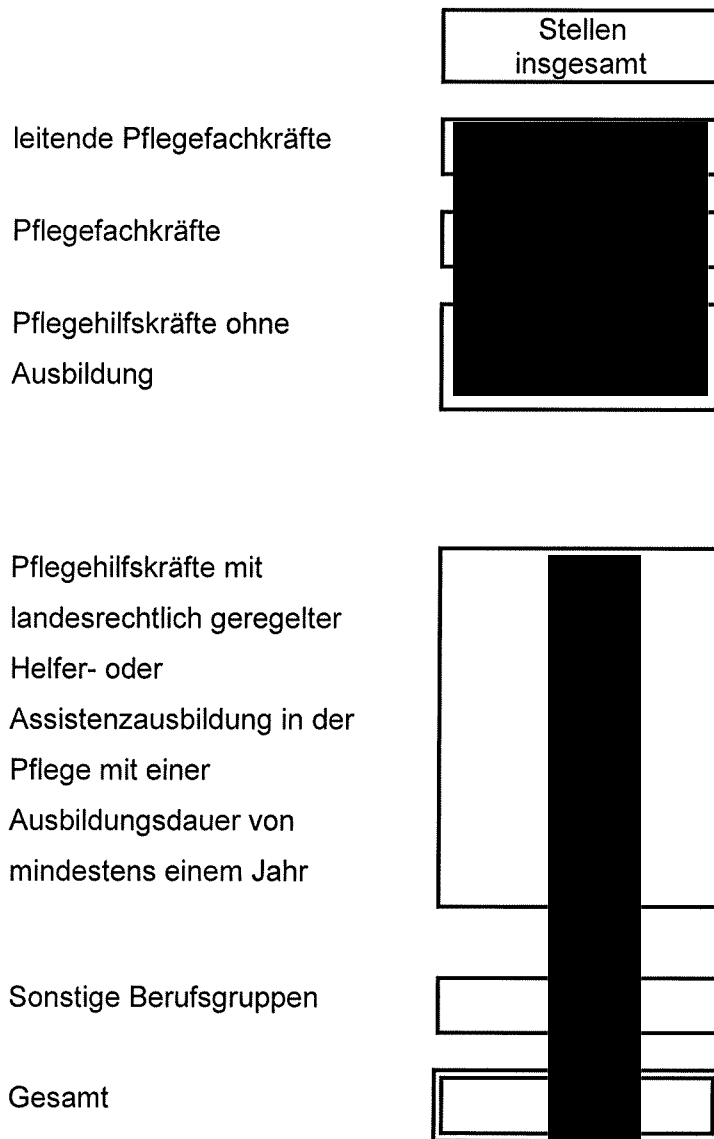 Stellen
insgesamt
leitende Pflegefachkräfte
Pflegefachkräfte
Pflegehilfskräfte ohne
Ausbildung
Pflegehilfskräfte mit
landesrechtlich geregelter
Helfer- oder
Assistenzausbildung in der
Pflege mit einer
Ausbildungsdauer von
mindestens einem Jahr
Sonstige Berufsgruppen
Gesamt